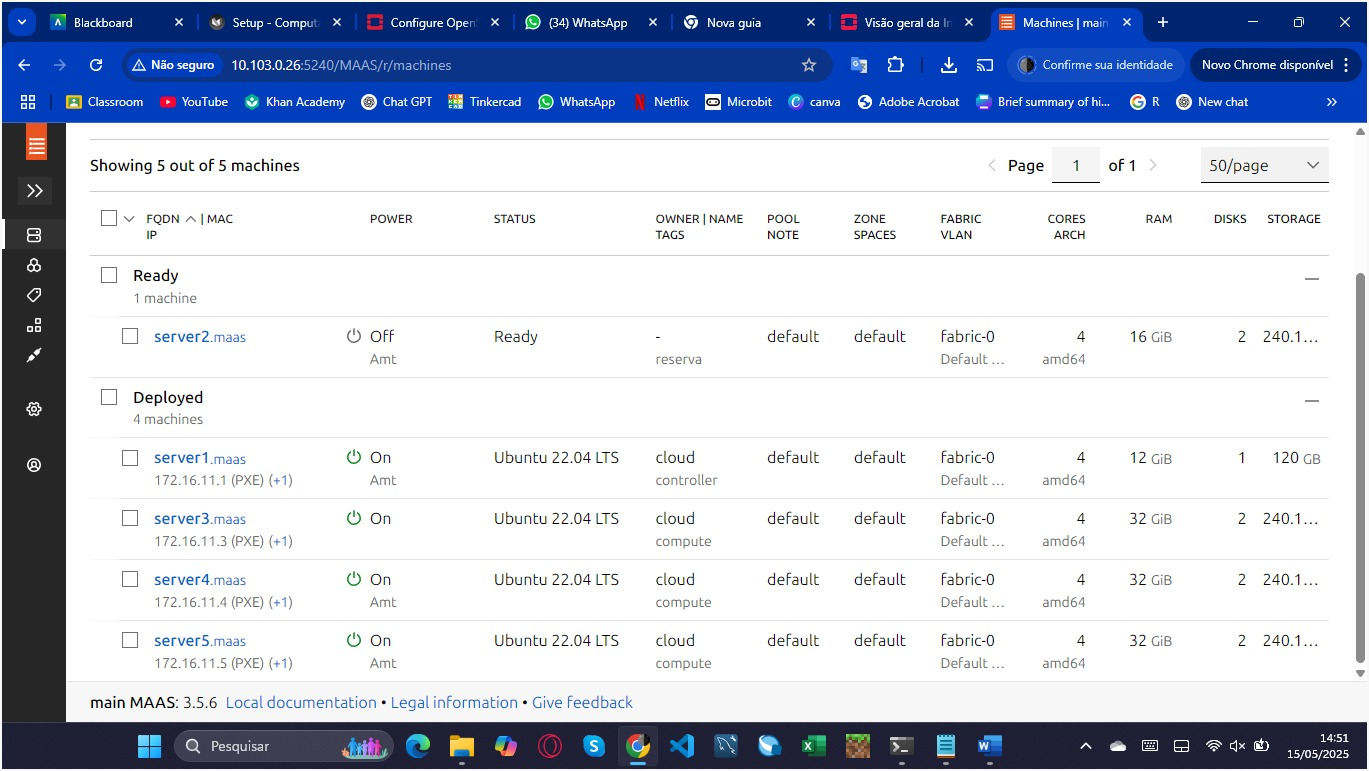 Blackboard
Setup - Computa
Configure OpenS
(34) WhatsApp
Nova guia
Visão geral da In
Machines | main
Não seguro 10.103.0.26:5240/MAAS/r/machines
Confirme sua identidade
Novo Chrome disponível
Classroom YouTube Khan Academy Chat GPT Tinkercad WhatsApp Netflix Microbit canva Adobe Acrobat Brief summary of hi... R New chat
Showing 5 out of 5 machines Page 1 of 1 50/page
FQDN | MAC POWER STATUS OWNER | NAME POOL ZONE FABRIC CORES RAM DISKS STORAGE
IP TAGS NOTE SPACES VLAN ARCH
Ready
1 machine
server2.maas Off Ready - default default fabric-0 4 16 GiB 2 240.1...
Amt reserva Default ... amd64
Deployed
4 machines
server1.maas On Ubuntu 22.04 LTS cloud default default fabric-0 4 12 GiB 1 120 GB
172.16.11.1 (PXE) (+1) Amt controller Default ... amd64
server3.maas On Ubuntu 22.04 LTS cloud default default fabric-0 4 32 GiB 2 240.1...
172.16.11.3 (PXE) (+1) compute Default ... amd64
server4.maas On Ubuntu 22.04 LTS cloud default default fabric-0 4 32 GiB 2 240.1...
172.16.11.4 (PXE) (+1) Amt compute Default ... amd64
server5.maas On Ubuntu 22.04 LTS cloud default default fabric-0 4 32 GiB 2 240.1...
172.16.11.5 (PXE) (+1) Amt compute Default ... amd64
main MAAS: 3.5.6 Local documentation • Legal information • Give feedback
Pesquisar
14:51
15/05/2025